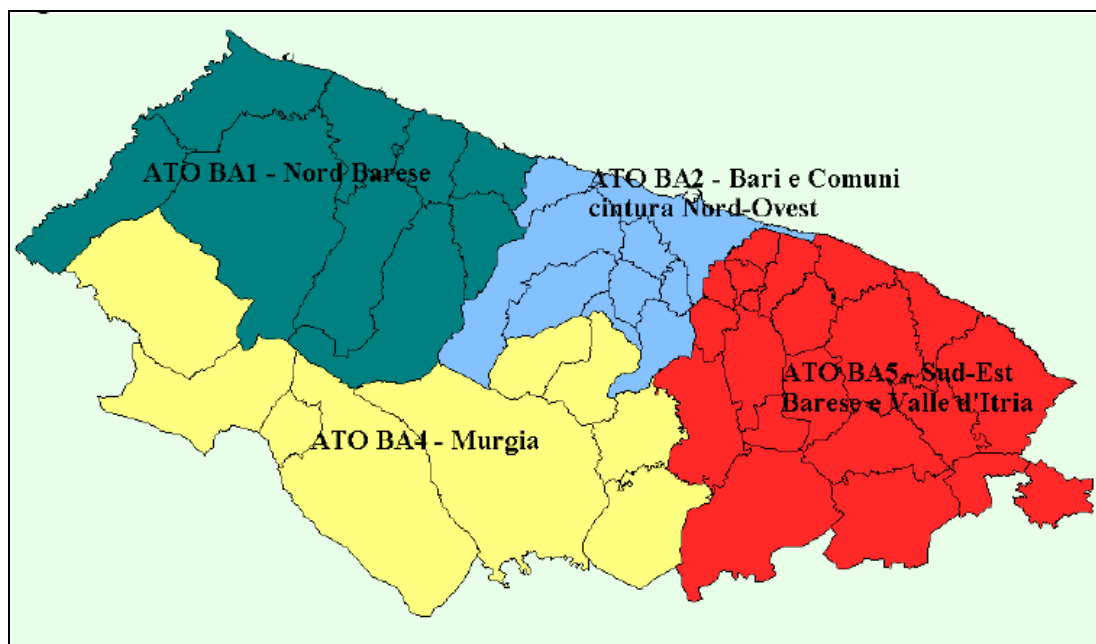 ATO BA1 - Nord Barese
ATO BA2 - Bari e Comuni
cintura Nord-Ovest
ATO BA5 - Sud-Est
Barese e Valle d'Itria
ATO BA4 - Murgia